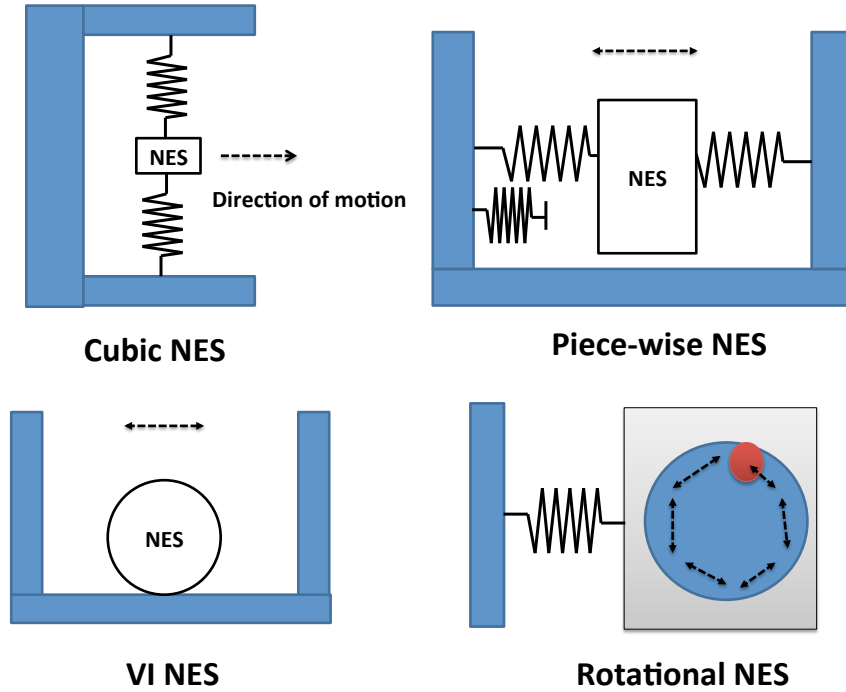 NES
Direction of motion
Cubic NES
NES
Piece-wise NES
NES
VI NES
Rotational NES